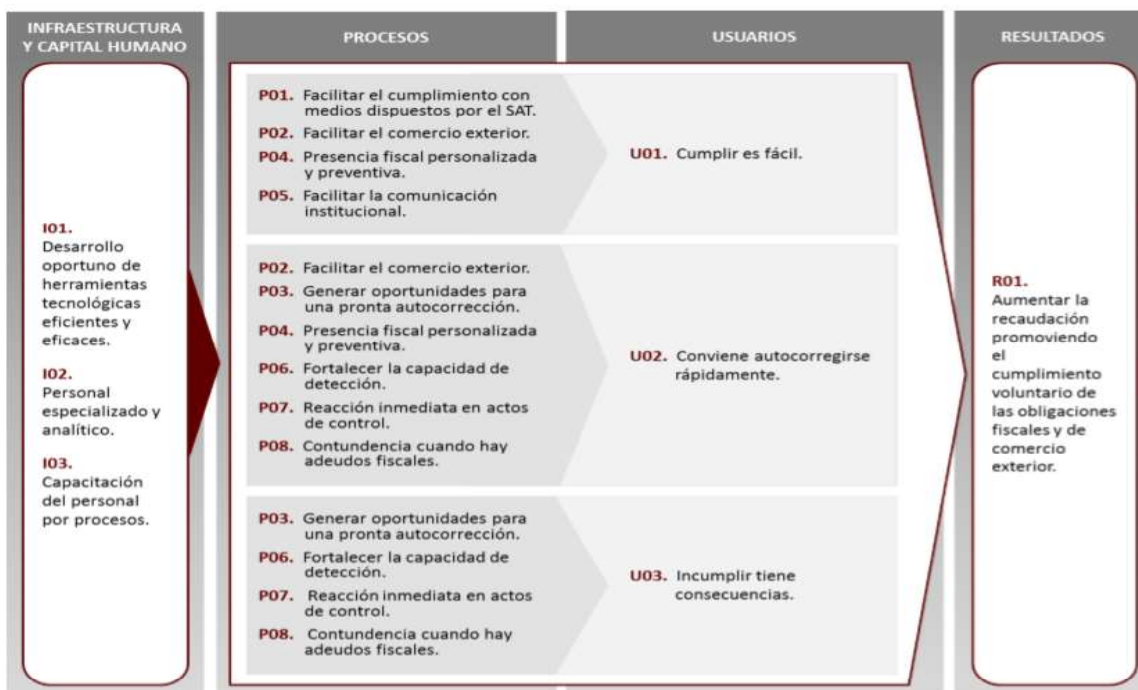 INFRAESTRUCTURA
Y CAPITAL HUMANO
PROCESOS
USUARIOS
RESULTADOS
I01.
Desarrollo
oportuno de
herramientas
tecnológicas
eficientes y
eficaces.
I02.
Personal
especializado y
analítico.
I03.
Capacitación
del personal
por procesos.
P01. Facilitar el cumplimiento con
medios dispuestos por el SAT.
P02. Facilitar el comercio exterior.
P04. Presencia fiscal personalizada
y preventiva.
P05. Facilitar la comunicación
institucional.
U01. Cumplir es fácil.
P02. Facilitar el comercio exterior.
P03. Generar oportunidades para
una pronta autocorrección.
P04. Presencia fiscal personalizada
y preventiva.
P06. Fortalecer la capacidad de
detección.
P07. Reacción inmediata en actos
de control.
P08. Contundencia cuando hay
adeudos fiscales.
U02. Conviene autocorregirse
rápidamente.
P03. Generar oportunidades para
una pronta autocorrección.
P06. Fortalecer la capacidad de
detección.
P07. Reacción inmediata en actos
de control.
P08. Contundencia cuando hay
adeudos fiscales.
U03. Incumplir tiene
consecuencias.
R01.
Aumentar la
recaudación
promoviendo
el
cumplimiento
voluntario de
las obligaciones
fiscales y de
comercio
exterior.